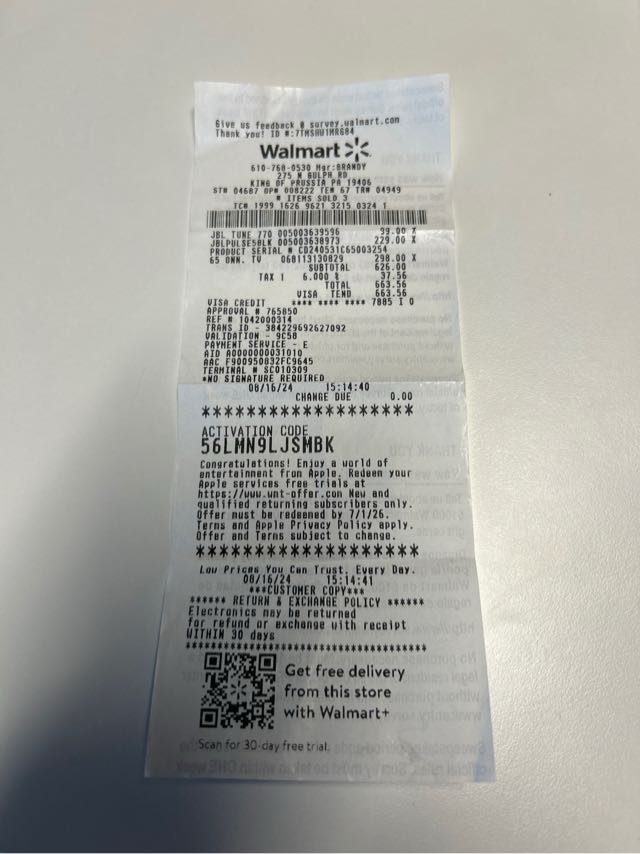 Give us feedback @ survey.walmart.com
Thank you! ID #:7TMSHW1MRG84
Walmart
610-768-0530 Mgr:BRANDY
275 N GULPH RD
KING OF PRUSSIA PA 19406
ST# 04687 OP# 008222 TE# 67 TR# 04949
# ITEMS SOLD 3
TC# 1999 1626 9621 3215 0324 1
JBL TUNE 770 005003639596 99.00 X
JBLPULSE5BLK 005003638973 229.00 X
PRODUCT SERIAL # CD240531C65003254
65 ONN. TV 068113130829 298.00 X
SUBTOTAL 626.00
TAX 1 6.000 % 37.56
TOTAL 663.56
VISA TEND 663.56
VISA CREDIT **** **** **** 7885 I 0
APPROVAL # 765850
REF # 1042000314
TRANS ID - 384229692627092
VALIDATION - 9C58
PAYMENT SERVICE - E
AID A0000000031010
AAC F900950832FC9645
TERMINAL # SC010309
*NO SIGNATURE REQUIRED
08/16/24 15:14:40
CHANGE DUE 0.00
********************
ACTIVATION CODE
56LMN9LJSMBK
Congratulations! Enjoy a world of
entertainment from Apple. Redeem your
Apple services free trials at
https://www.wmt-offer.com New and
qualified returning subscribers only.
Offer must be redeemed by 7/1/26.
Terms and Apple Privacy Policy apply.
Offer and Terms subject to change.
********************
Low Prices You Can Trust. Every Day.
08/16/24 15:14:41
***CUSTOMER COPY***
****** RETURN & EXCHANGE POLICY ******
Electronics may be returned
for refund or exchange with receipt
WITHIN 30 days
**************************************
Get free delivery
from this store
with Walmart+
Scan for 30-day free trial.